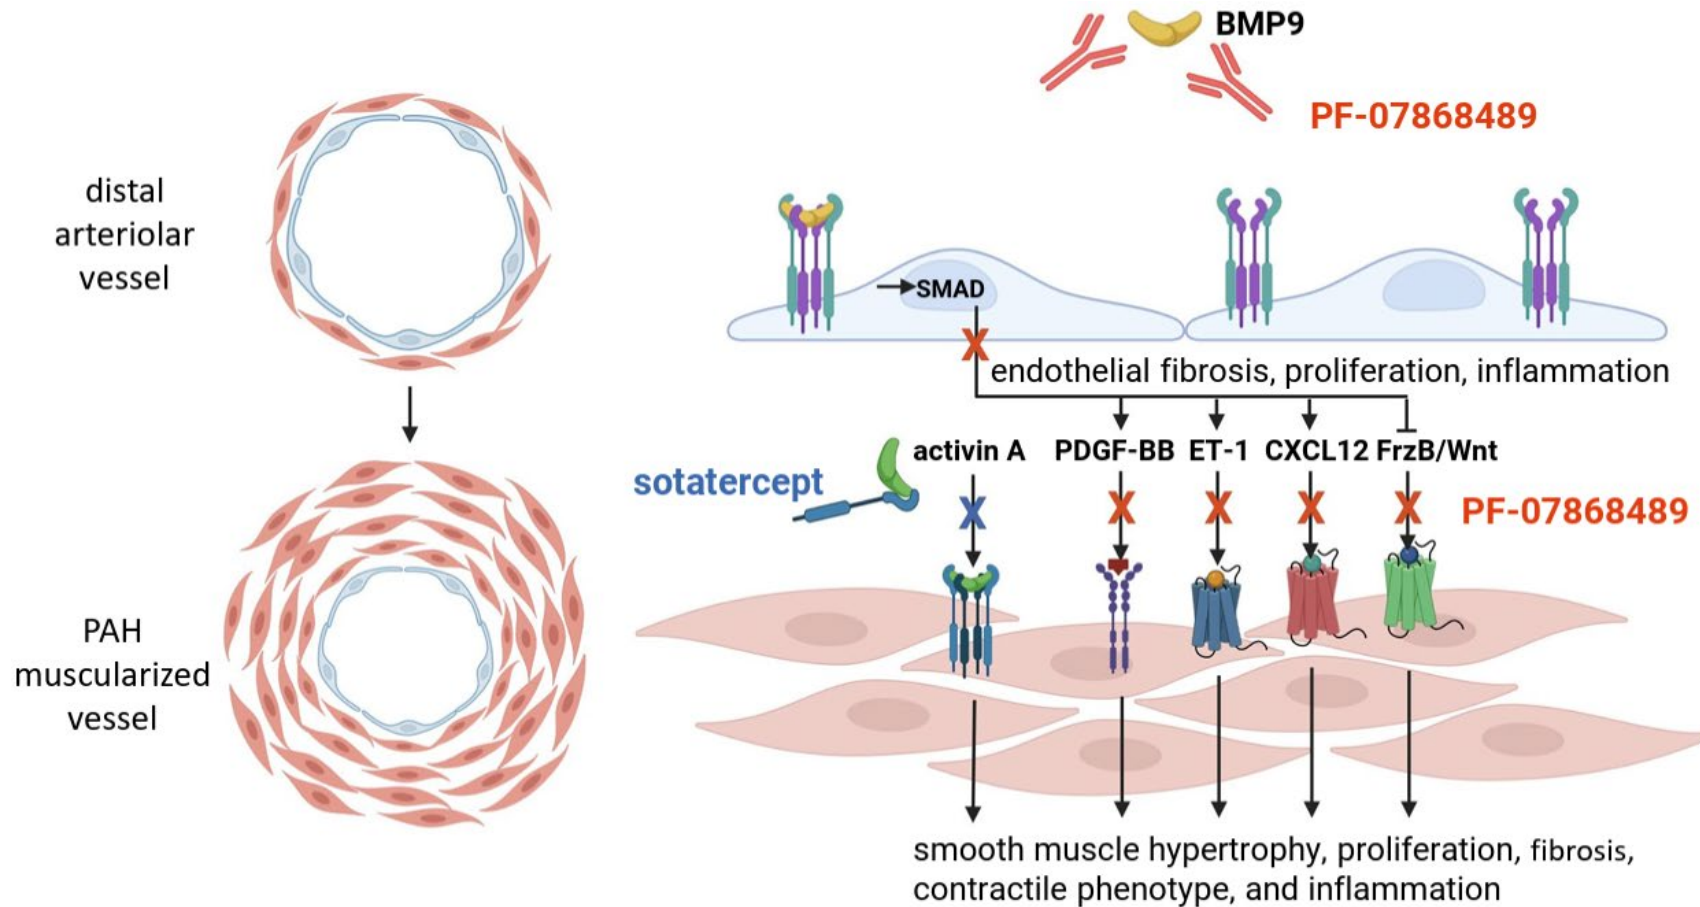 BMP9
PF-07868489
distal
arteriolar
vessel
SMAD
endothelial fibrosis, proliferation, inflammation
activin A PDGF-BB ET-1 CXCL12 FrzB/Wnt
sotatercept
PF-07868489
PAH
muscularized
vessel
smooth muscle hypertrophy, proliferation, fibrosis,
contractile phenotype, and inflammation